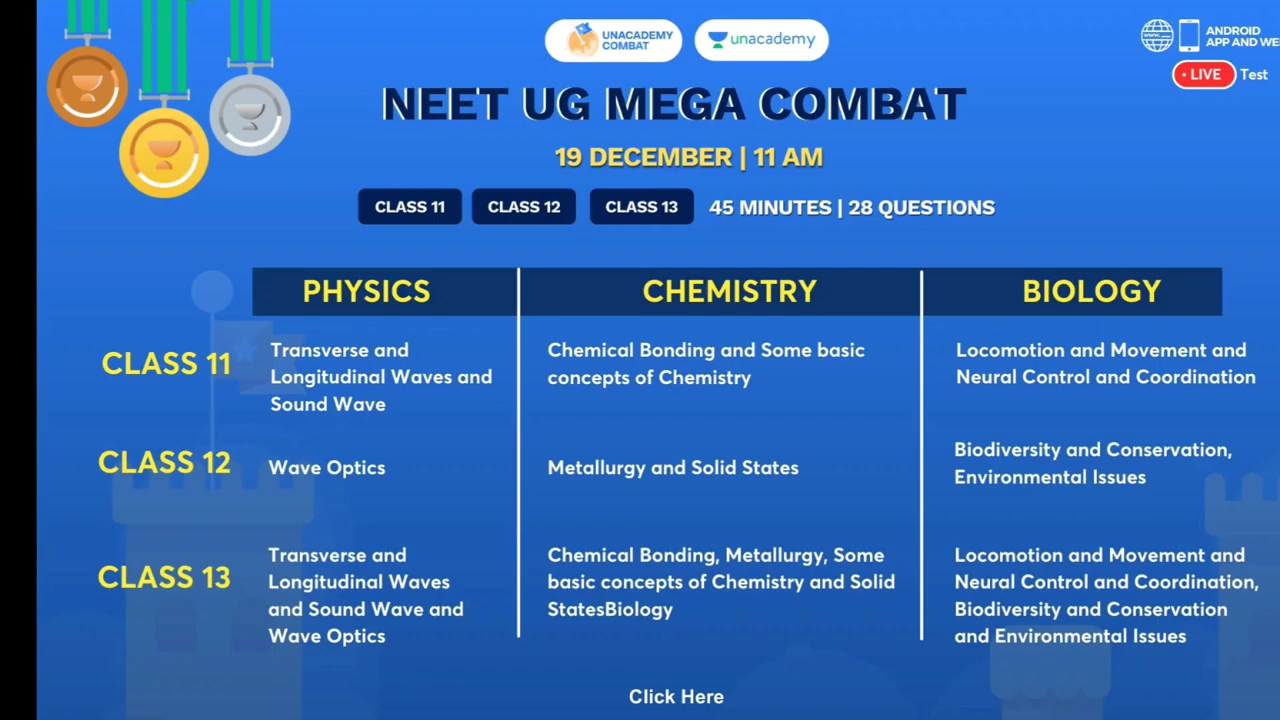 UNACADEMY
COMBAT
unacademy
ANDROID
APP AND WE
• LIVE Test
NEET UG MEGA COMBAT
19 DECEMBER | 11 AM
CLASS 11 CLASS 12 CLASS 13 45 MINUTES | 28 QUESTIONS
PHYSICS CHEMISTRY BIOLOGY
CLASS 11
Transverse and
Longitudinal Waves and
Sound Wave
Chemical Bonding and Some basic
concepts of Chemistry
Locomotion and Movement and
Neural Control and Coordination
CLASS 12
Wave Optics
Metallurgy and Solid States
Biodiversity and Conservation,
Environmental Issues
CLASS 13
Transverse and
Longitudinal Waves
and Sound Wave and
Wave Optics
Chemical Bonding, Metallurgy, Some
basic concepts of Chemistry and Solid
StatesBiology
Locomotion and Movement and
Neural Control and Coordination,
Biodiversity and Conservation
and Environmental Issues
Click Here